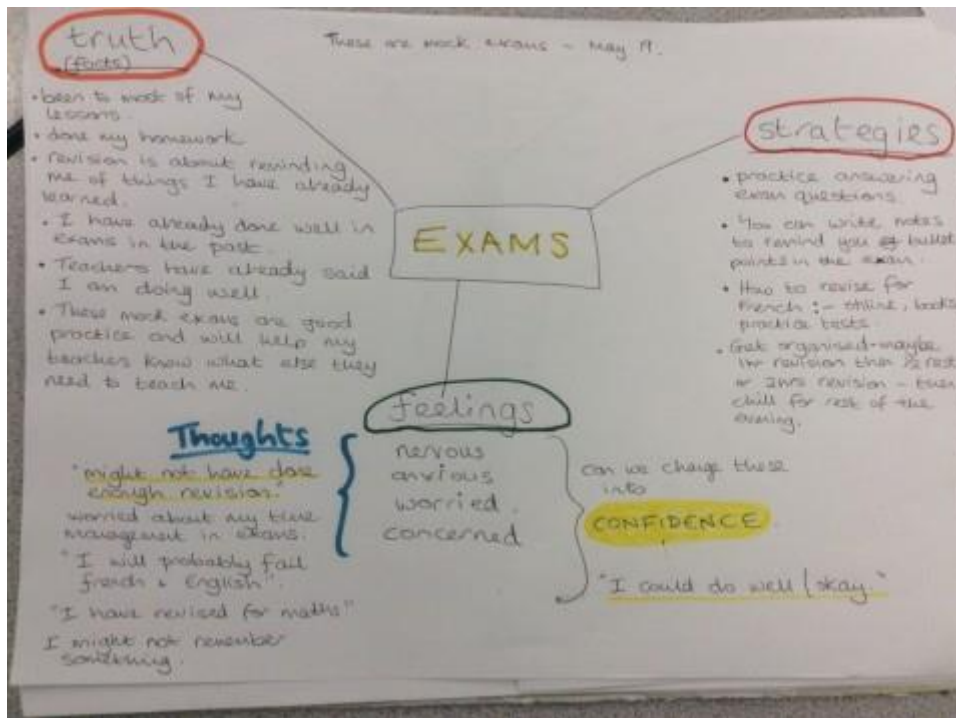 truth
(facts)
These are mock exams - May 19.
• been to most of my
lessons.
• done my homework
• revision is about reminding
me of things I have already
learned.
• I have already done well in
exams in the past.
• Teachers have already said
I am doing well.
• These mock exams are good
practice and will help my
teachers know what else they
need to teach me.
EXAMS
strategies
• practice answering
exam questions.
• You can write notes
to remind you of bullet
points in the exam.
• How to revise for
French :- online, books
practice tests.
• Get organised - maybe
1hr revision then 1/2 rest
or 2hrs revision - then
chill for rest of the
evening.
feelings
nervous
anxious
worried.
concerned
Thoughts
"might not have done
enough revision."
worried about my time
management in exams.
"I will probably fail
french + English".
"I have revised for maths!"
I might not remember
something.
can we change these
into
CONFIDENCE.
"I could do well / okay."